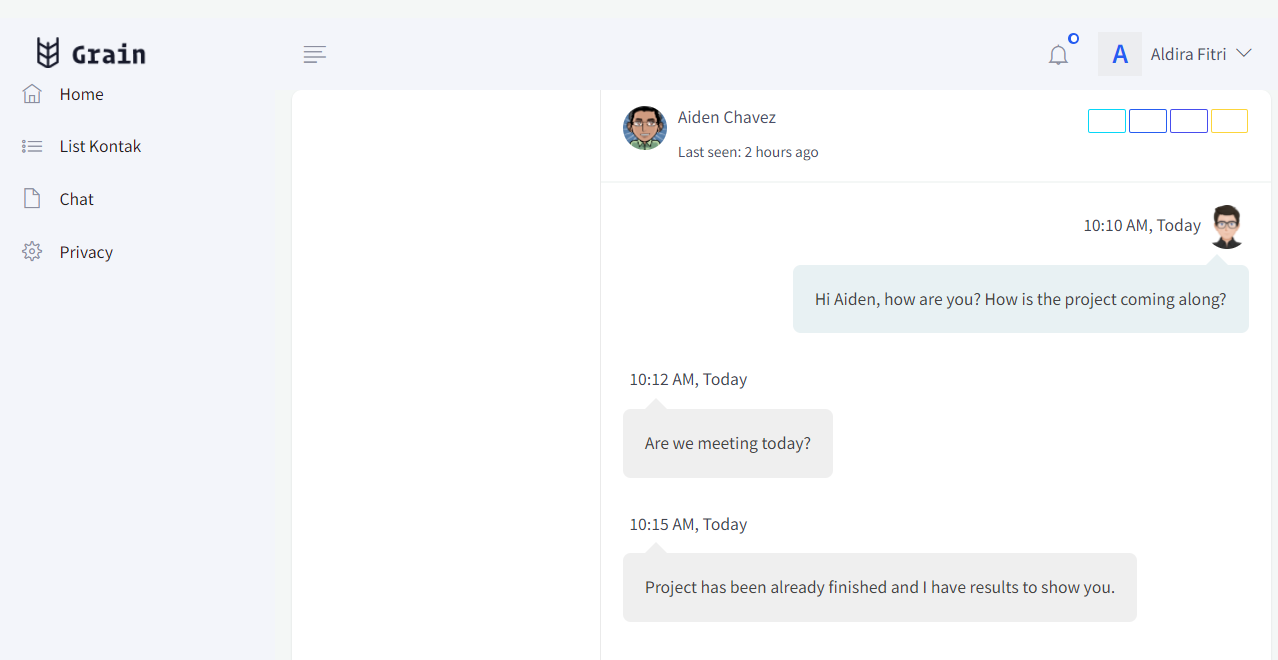 Grain
Home
List Kontak
Chat
Privacy
A
Aldira Fitri
Aiden Chavez
Last seen: 2 hours ago
10:10 AM, Today
Hi Aiden, how are you? How is the project coming along?
10:12 AM, Today
Are we meeting today?
10:15 AM, Today
Project has been already finished and I have results to show you.